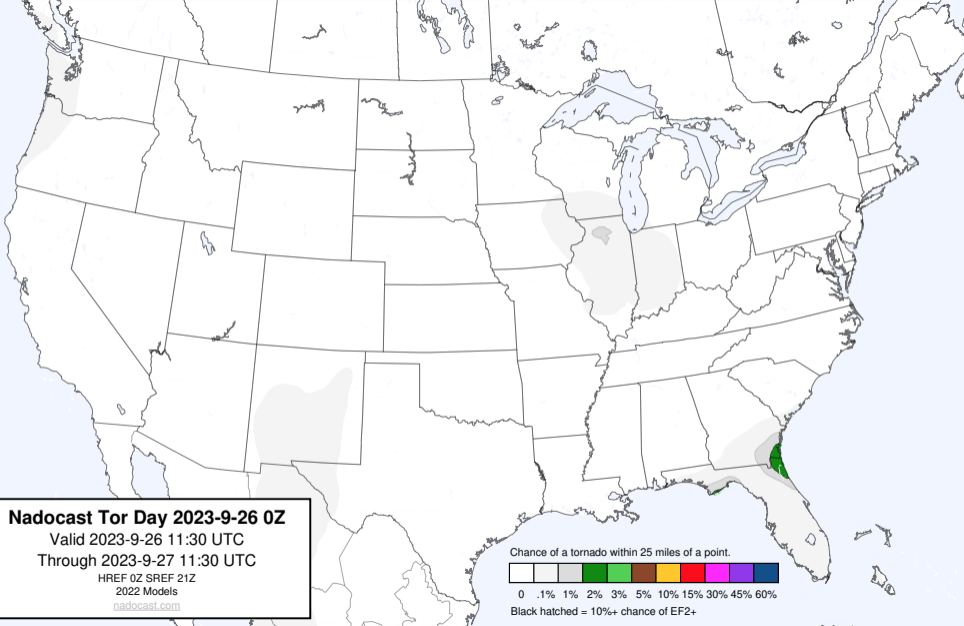 Nadocast Tor Day 2023-9-26 0Z
Valid 2023-9-26 11:30 UTC
Through 2023-9-27 11:30 UTC
HREF 0Z SREF 21Z
2022 Models
nadocast.com
Chance of a tornado within 25 miles of a point.
0 .1% 1% 2% 3% 5% 10% 15% 30% 45% 60%
Black hatched = 10%+ chance of EF2+